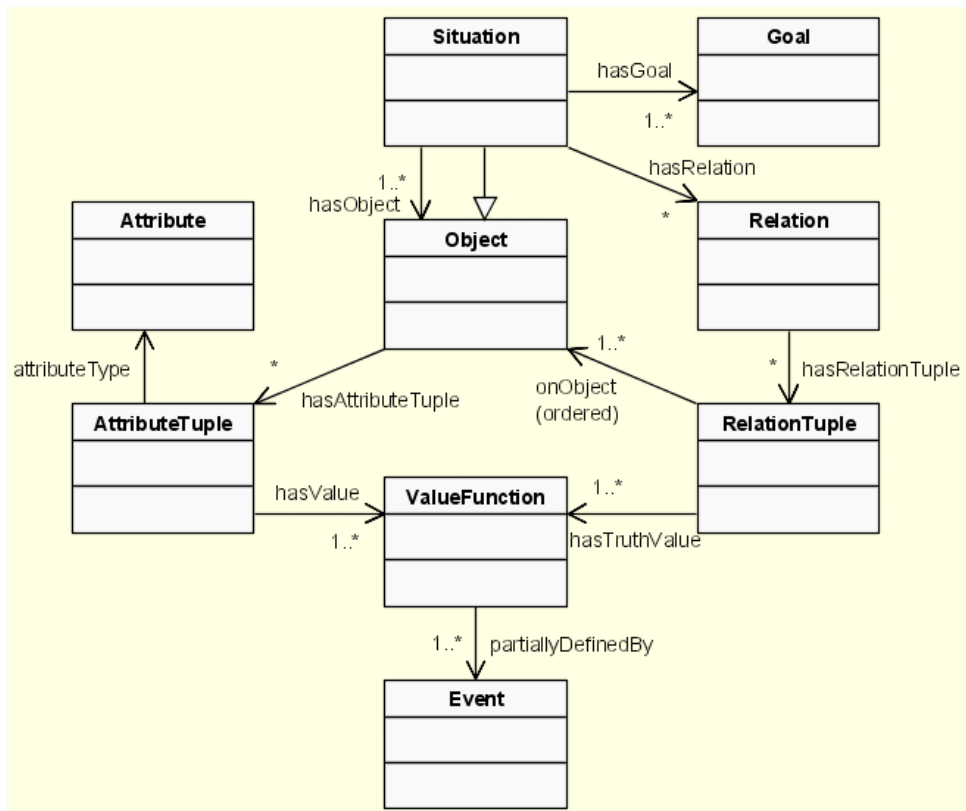 Situation
Goal
hasGoal
1..*
hasRelation
1..*
hasObject
*
Attribute
Object
Relation
attributeType
*
hasAttributeTuple
1..*
onObject
(ordered)
*
hasRelationTuple
AttributeTuple
RelationTuple
hasValue
1..*
ValueFunction
1..*
hasTruthValue
1..*
partiallyDefinedBy
Event